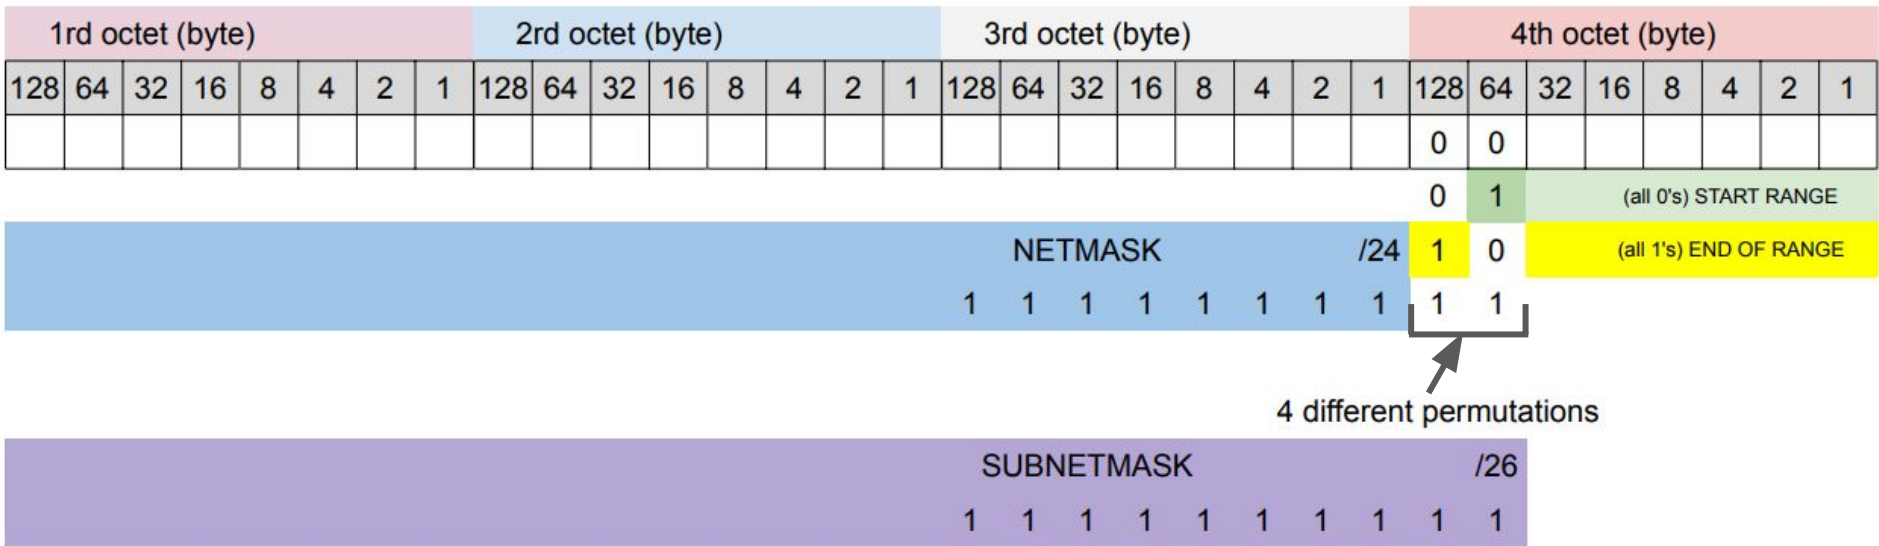 1rd octet (byte) 2rd octet (byte) 3rd octet (byte) 4th octet (byte)
128 64 32 16 8 4 2 1 128 64 32 16 8 4 2 1 128 64 32 16 8 4 2 1 128 64 32 16 8 4 2 1
0 0
0 1 (all 0's) START RANGE
NETMASK /24 1 0 (all 1's) END OF RANGE
1 1 1 1 1 1 1 1 1 1
4 different permutations
SUBNETMASK /26
1 1 1 1 1 1 1 1 1 1